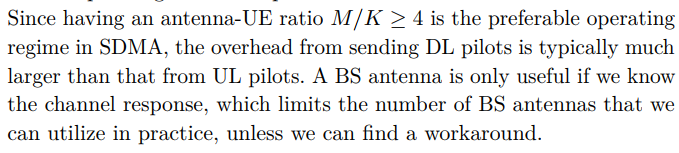 Since having an antenna-UE ratio M/K ≥ 4 is the preferable operating
regime in SDMA, the overhead from sending DL pilots is typically much
larger than that from UL pilots. A BS antenna is only useful if we know
the channel response, which limits the number of BS antennas that we
can utilize in practice, unless we can find a workaround.